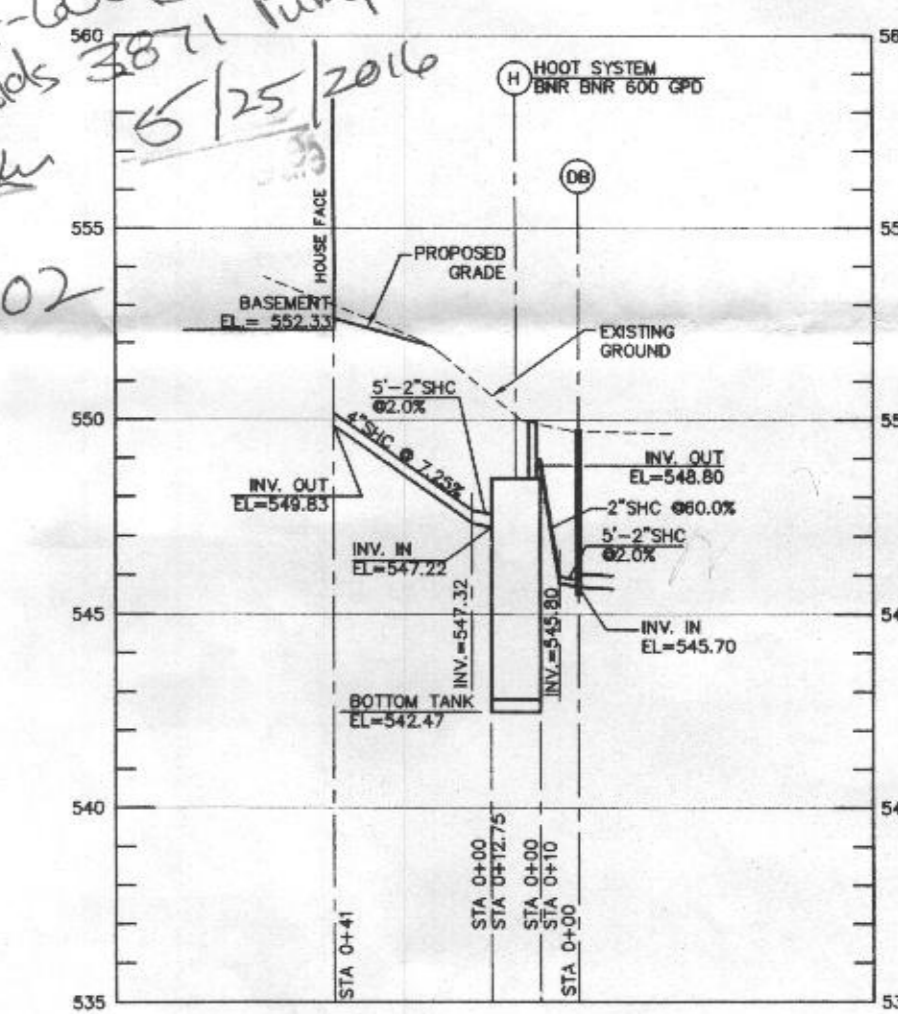 3871
5/25/2016
02
560
555
550
545
540
535
HOUSE FACE
H
HOOT SYSTEM
BNR BNR 600 GPD
DB
PROPOSED
GRADE
BASEMENT
EL= 552.33
EXISTING
GROUND
5'-2"SHC
@2.0%
4"SHC @ 7.25%
INV. OUT
EL=549.83
INV. OUT
EL=548.80
2"SHC @60.0%
5'-2"SHC
@2.0%
INV. IN
EL=547.22
INV.=547.32
INV.=545.80
INV. IN
EL=545.70
BOTTOM TANK
EL=542.47
STA 0+41
STA 0+00
STA 0+12.75
STA 0+00
STA 0+10
STA 0+00